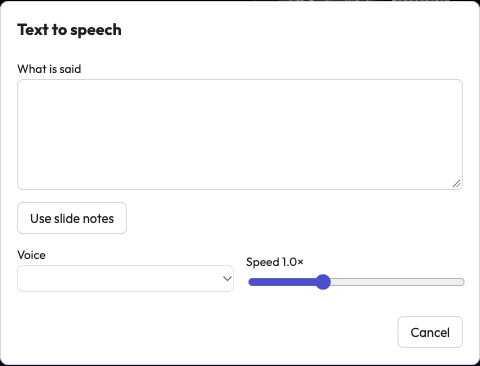 Text to speech
What is said
Use slide notes
Voice
Speed 1.0×
Cancel